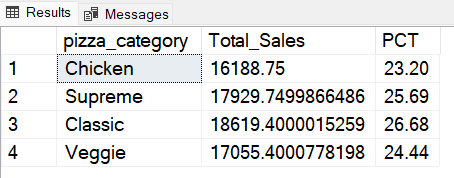 Results Messages
pizza_category Total_Sales PCT
1 Chicken 16188.75 23.20
2 Supreme 17929.7499866486 25.69
3 Classic 18619.4000015259 26.68
4 Veggie 17055.4000778198 24.44